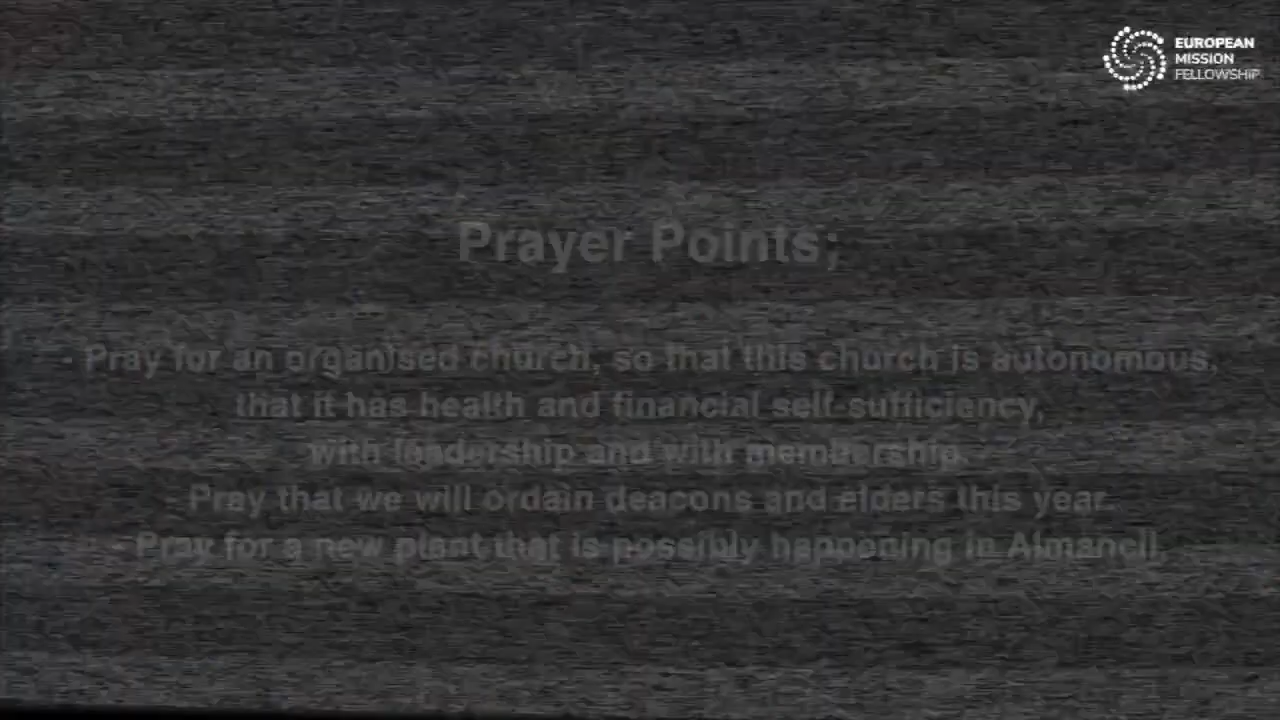 EUROPEAN
MISSION
FELLOWSHIP
Prayer Points;
- Pray for an organised church, so that this church is autonomous,
that it has health and financial self-sufficiency,
with leadership and with membership.
- Pray that we will ordain deacons and elders this year.
- Pray for a new plant that is possibly happening in Almancil.